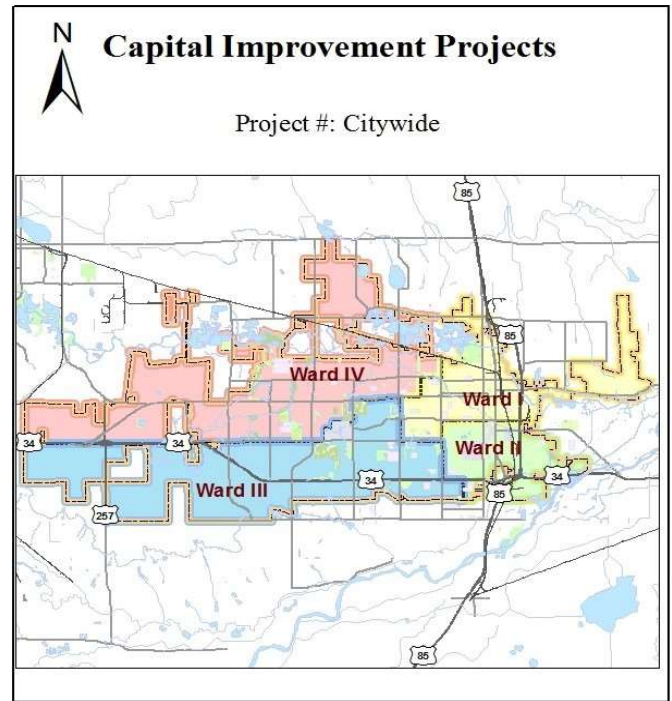 N
Capital Improvement Projects
Project #: Citywide
85
85
Ward IV
Ward I
34
34
Ward II
Ward III
34
34
85
257
85